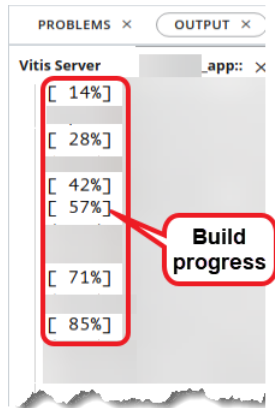 PROBLEMS × OUTPUT ×
Vitis Server _app:: ×
[ 14%]
[ 28%]
[ 42%]
[ 57%]
Build
progress
[ 71%]
[ 85%]